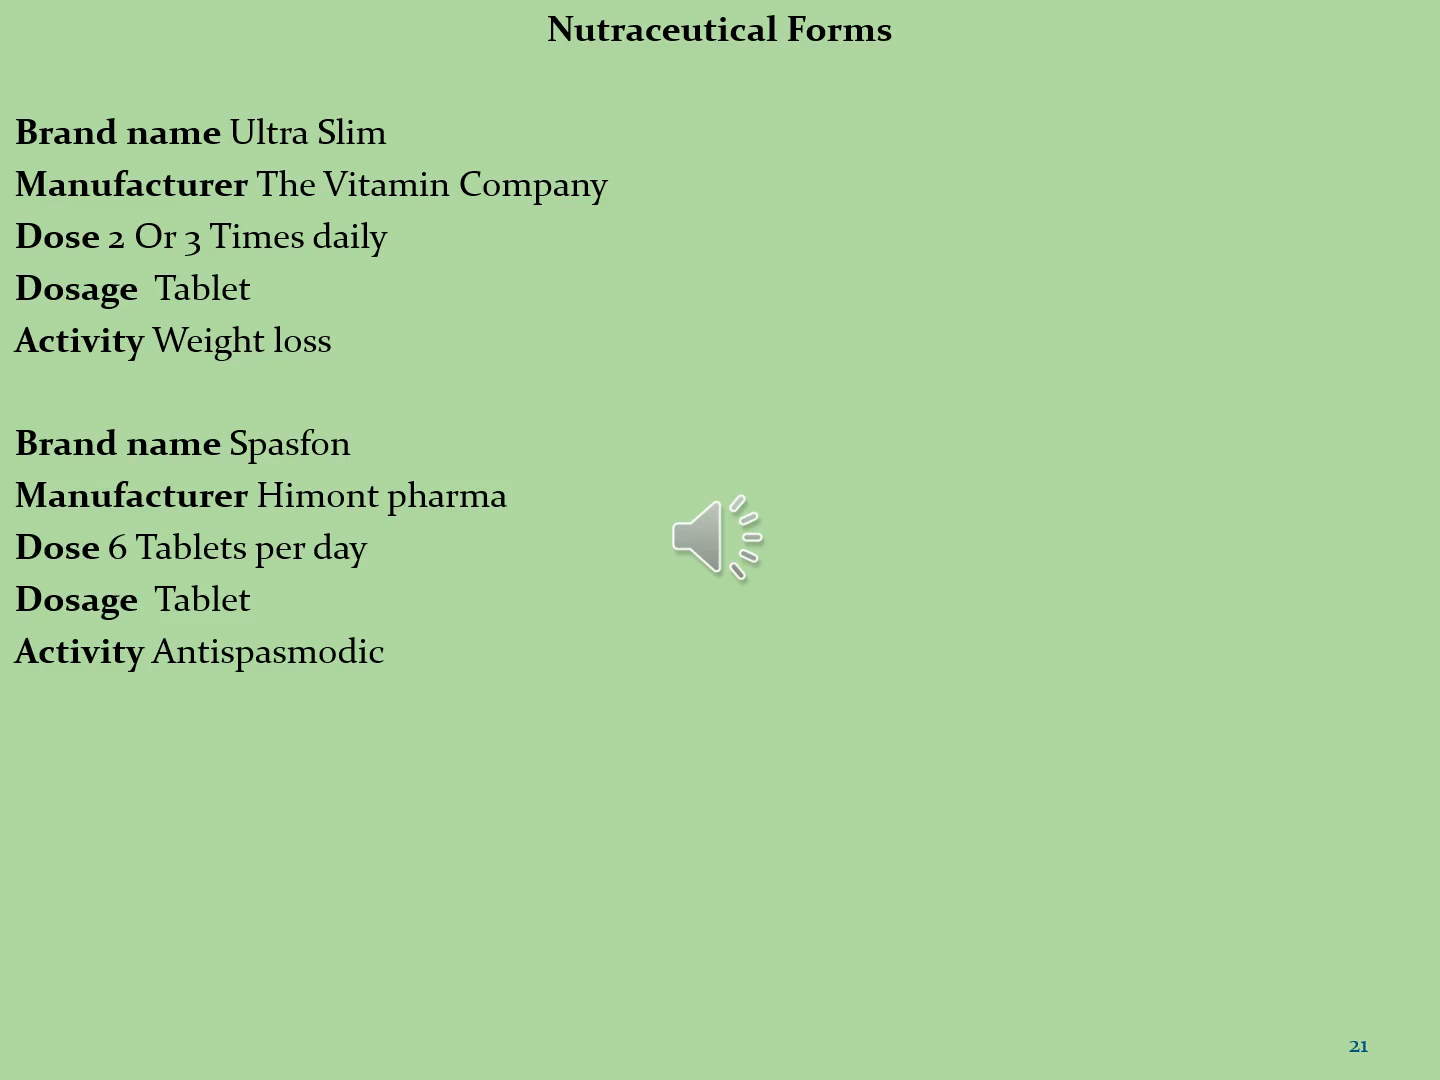 Nutraceutical Forms
Brand name Ultra Slim
Manufacturer The Vitamin Company
Dose 2 Or 3 Times daily
Dosage  Tablet
Activity Weight loss
Brand name Spasfon
Manufacturer Himont pharma
Dose 6 Tablets per day
Dosage  Tablet
Activity Antispasmodic
21